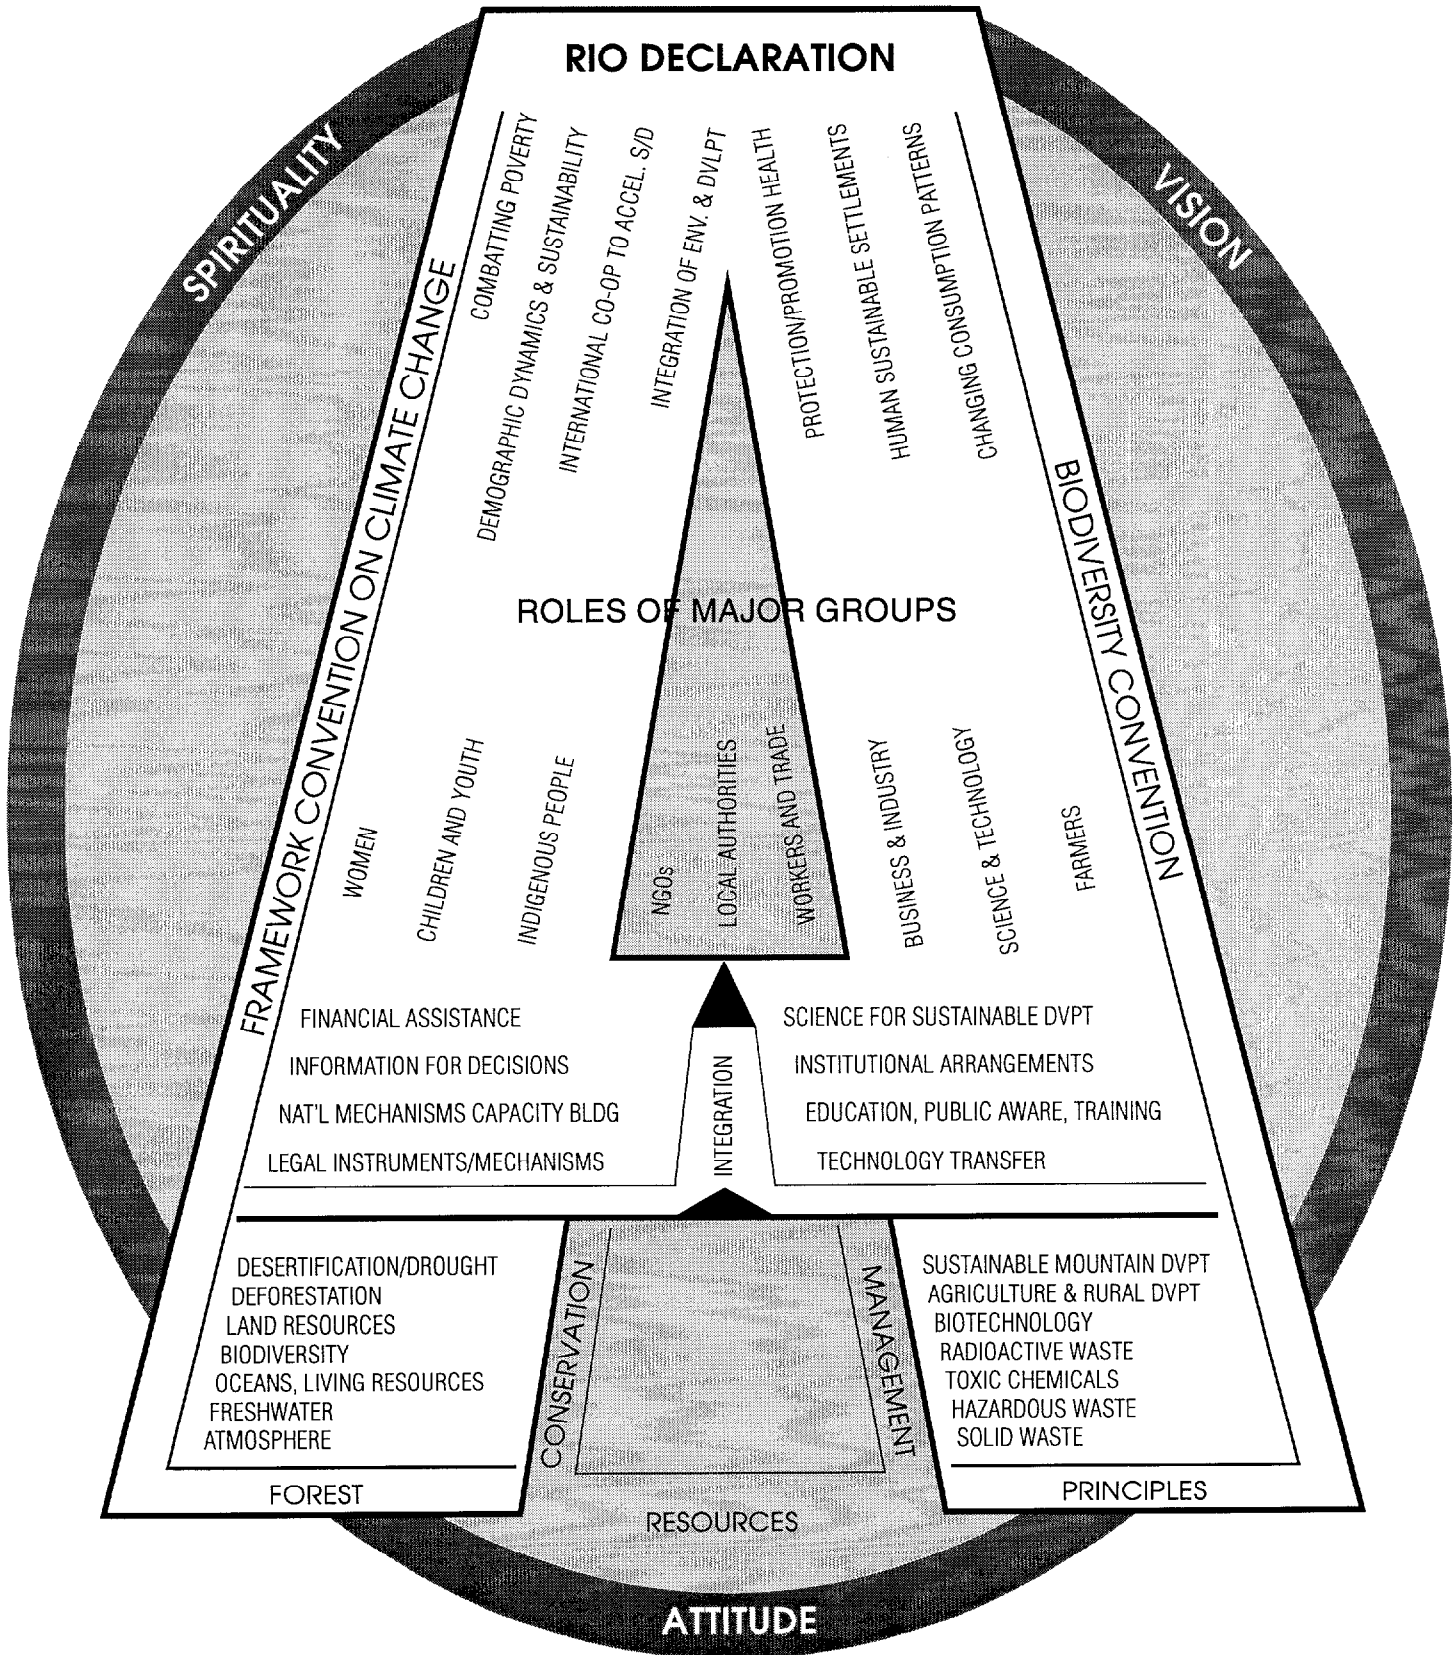 RIO DECLARATION
SPIRITUALITY
VISION
FRAMEWORK CONVENTION ON CLIMATE CHANGE
BIODIVERSITY CONVENTION
COMBATTING POVERTY
DEMOGRAPHIC DYNAMICS & SUSTAINABILITY
INTERNATIONAL CO-OP TO ACCEL. S/D
INTEGRATION OF ENV. & DVLPT
PROTECTION/PROMOTION HEALTH
HUMAN SUSTAINABLE SETTLEMENTS
CHANGING CONSUMPTION PATTERNS
ROLES OF MAJOR GROUPS
WOMEN
CHILDREN AND YOUTH
INDIGENOUS PEOPLE
NGOs
LOCAL AUTHORITIES
WORKERS AND TRADE
BUSINESS & INDUSTRY
SCIENCE & TECHNOLOGY
FARMERS
FINANCIAL ASSISTANCE
INFORMATION FOR DECISIONS
NAT'L MECHANISMS CAPACITY BLDG
LEGAL INSTRUMENTS/MECHANISMS
INTEGRATION
SCIENCE FOR SUSTAINABLE DVPT
INSTITUTIONAL ARRANGEMENTS
EDUCATION, PUBLIC AWARE, TRAINING
TECHNOLOGY TRANSFER
DESERTIFICATION/DROUGHT
DEFORESTATION
LAND RESOURCES
BIODIVERSITY
OCEANS, LIVING RESOURCES
FRESHWATER
ATMOSPHERE
FOREST
CONSERVATION
MANAGEMENT
RESOURCES
SUSTAINABLE MOUNTAIN DVPT
AGRICULTURE & RURAL DVPT
BIOTECHNOLOGY
RADIOACTIVE WASTE
TOXIC CHEMICALS
HAZARDOUS WASTE
SOLID WASTE
PRINCIPLES
ATTITUDE